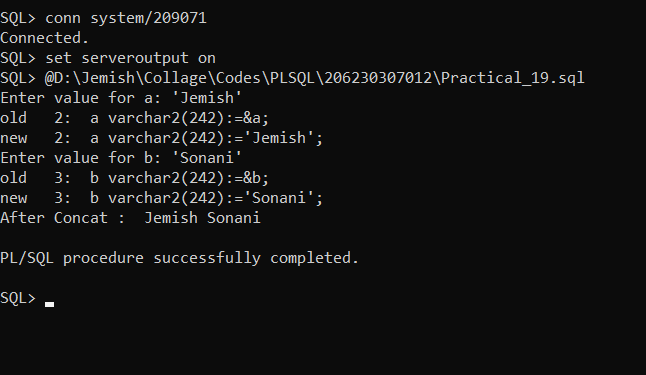 SQL> conn system/209071
Connected.
SQL> set serveroutput on
SQL> @D:\Jemish\Collage\Codes\PLSQL\206230307012\Practical_19.sql
Enter value for a: 'Jemish'
old   2:  a varchar2(242):=&a;
new   2:  a varchar2(242):='Jemish';
Enter value for b: 'Sonani'
old   3:  b varchar2(242):=&b;
new   3:  b varchar2(242):='Sonani';
After Concat :  Jemish Sonani
PL/SQL procedure successfully completed.
SQL>